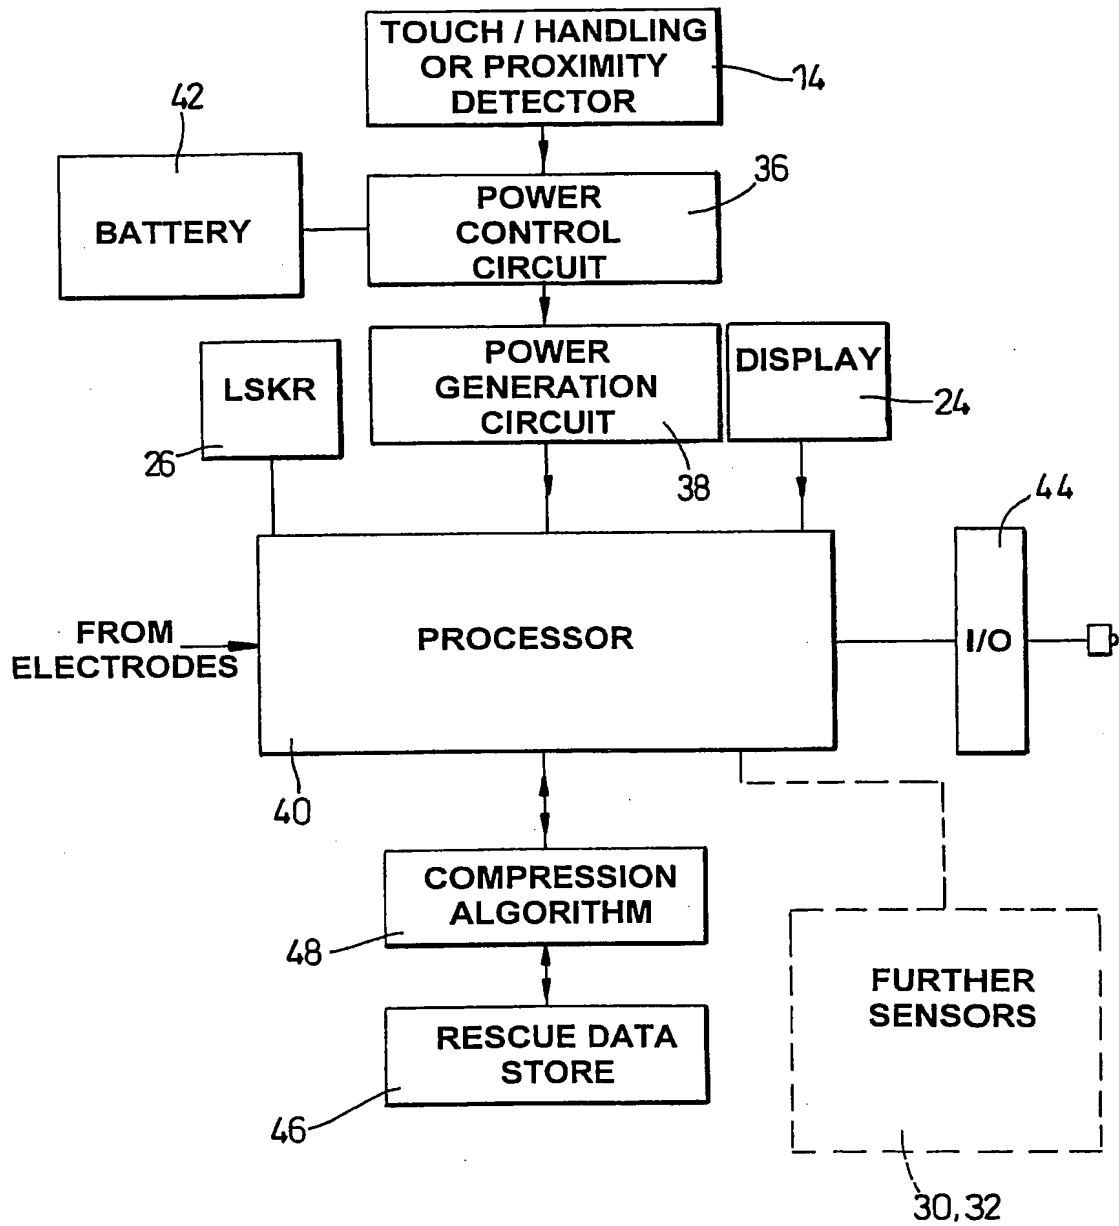 TOUCH / HANDLING
OR PROXIMITY
DETECTOR
14
42
BATTERY
POWER
CONTROL
CIRCUIT
36
LSKR
26
POWER
GENERATION
CIRCUIT
38
DISPLAY
24
44
FROM
ELECTRODES
PROCESSOR
40
I/O
COMPRESSION
ALGORITHM
48
RESCUE DATA
STORE
46
FURTHER
SENSORS
30,32